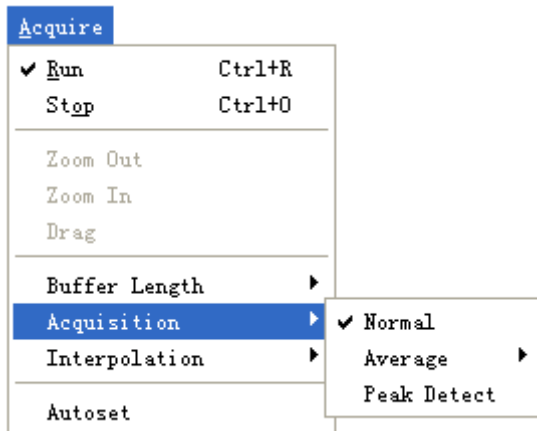 Acquire
Run Ctrl+R
Stop Ctrl+O
Zoom Out
Zoom In
Drag
Buffer Length
Acquisition
Interpolation
Autoset
Normal
Average
Peak Detect